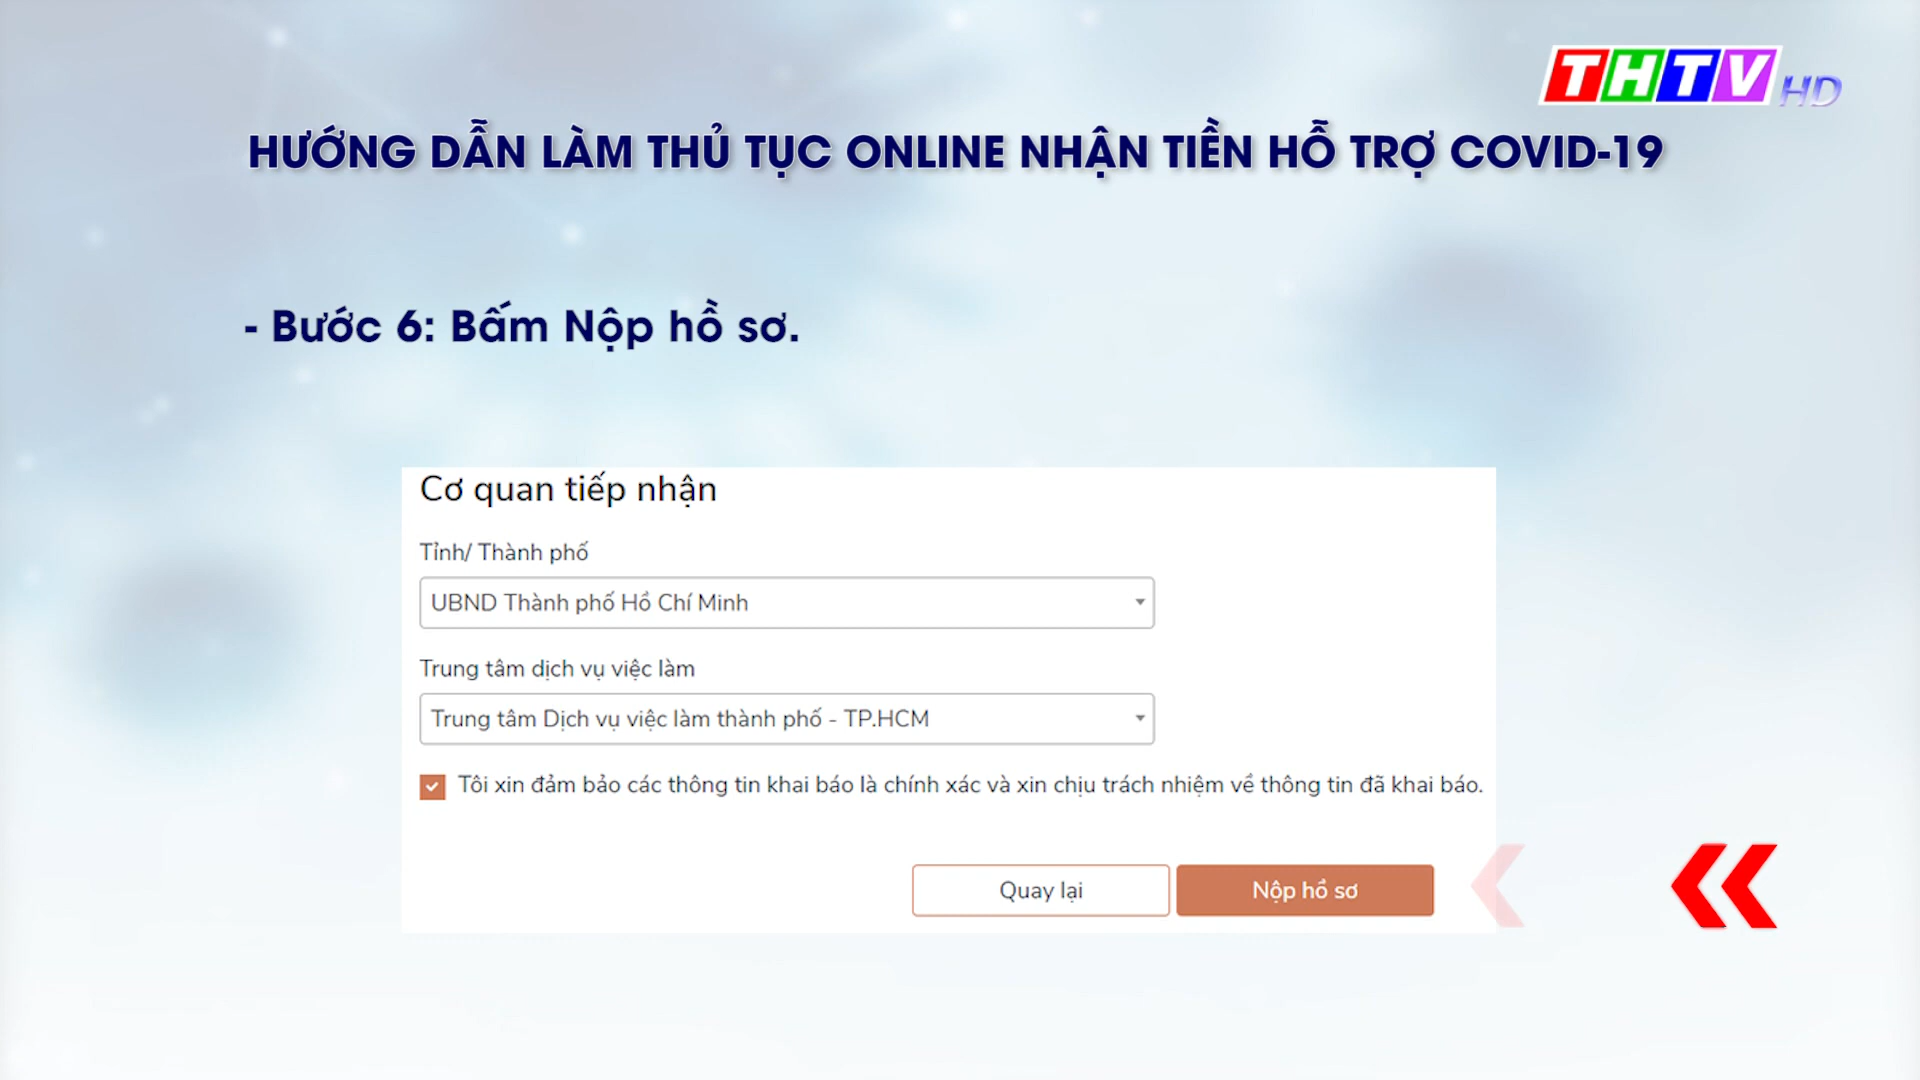 THTV HD
HƯỚNG DẪN LÀM THỦ TỤC ONLINE NHẬN TIỀN HỖ TRỢ COVID-19
- Bước 6: Bấm Nộp hồ sơ.
Cơ quan tiếp nhận
Tỉnh/ Thành phố
UBND Thành phố Hồ Chí Minh
Trung tâm dịch vụ việc làm
Trung tâm Dịch vụ việc làm thành phố - TP.HCM
Tôi xin đảm bảo các thông tin khai báo là chính xác và xin chịu trách nhiệm về thông tin đã khai báo.
Quay lại Nộp hồ sơ